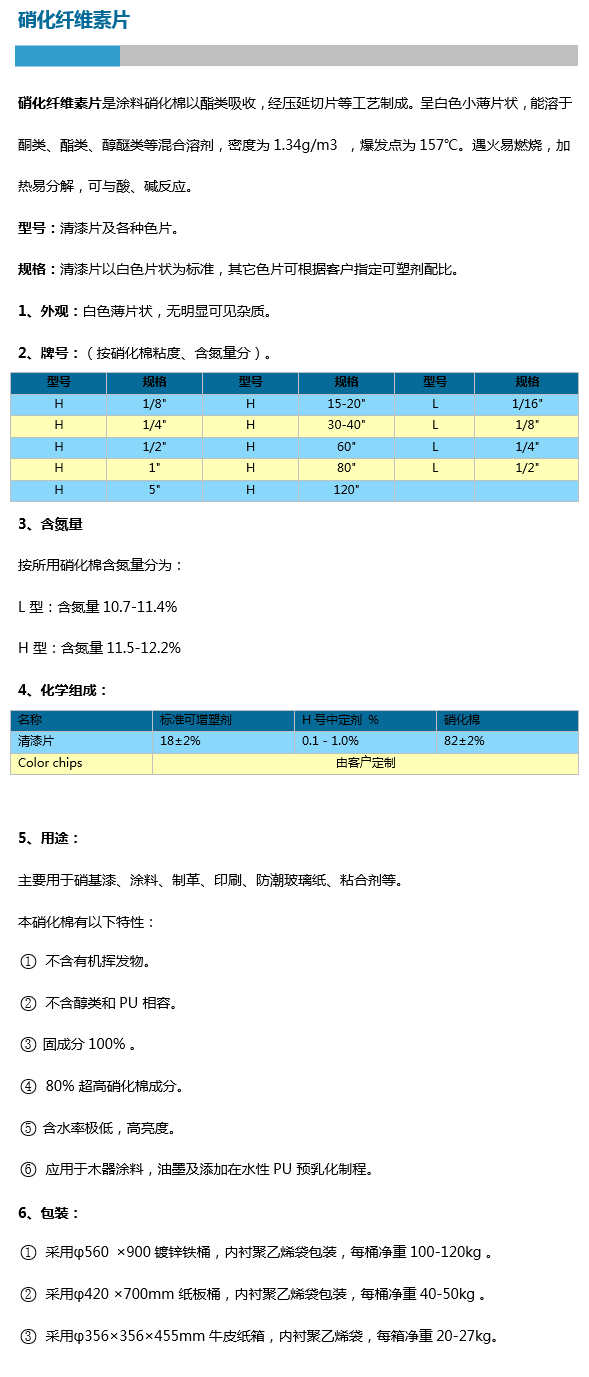 硝化纤维素片
硝化纤维素片是涂料硝化棉以酯类吸收，经压延切片等工艺制成。呈白色小薄片状，能溶于
酮类、酯类、醇醚类等混合溶剂，密度为 1.34g/m3 ，爆发点为 157℃。遇火易燃烧，加
热易分解，可与酸、碱反应。
型号：清漆片及各种色片。
规格：清漆片以白色片状为标准，其它色片可根据客户指定可塑剂配比。
1、外观：白色薄片状，无明显可见杂质。
2、牌号：（按硝化棉粘度、含氮量分）。
型号 规格 型号 规格 型号 规格
H 1/8" H 15-20" L 1/16"
H 1/4" H 30-40" L 1/8"
H 1/2" H 60" L 1/4"
H 1" H 80" L 1/2"
H 5" H 120"
3、含氮量
按所用硝化棉含氮量分为：
L 型：含氮量 10.7-11.4%
H 型：含氮量 11.5-12.2%
4、化学组成：
名称 标准可增塑剂 H 号中定剂 % 硝化棉
清漆片 18±2% 0.1 - 1.0% 82±2%
Color chips 由客户定制
5、用途：
主要用于硝基漆、涂料、制革、印刷、防潮玻璃纸、粘合剂等。
本硝化棉有以下特性：
① 不含有机挥发物。
② 不含醇类和 PU 相容。
③ 固成分 100% 。
④ 80% 超高硝化棉成分。
⑤ 含水率极低，高亮度。
⑥ 应用于木器涂料，油墨及添加在水性 PU 预乳化制程。
6、包装：
① 采用φ560 ×900 镀锌铁桶，内衬聚乙烯袋包装，每桶净重 100-120kg 。
② 采用φ420 ×700mm 纸板桶，内衬聚乙烯袋包装，每桶净重 40-50kg 。
③ 采用φ356×356×455mm 牛皮纸箱，内衬聚乙烯袋，每箱净重 20-27kg。